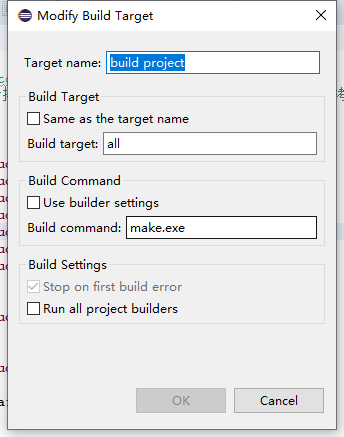 Modify Build Target
Target name: build project
Build Target
Same as the target name
Build target: all
Build Command
Use builder settings
Build command: make.exe
Build Settings
Stop on first build error
Run all project builders
OK Cancel